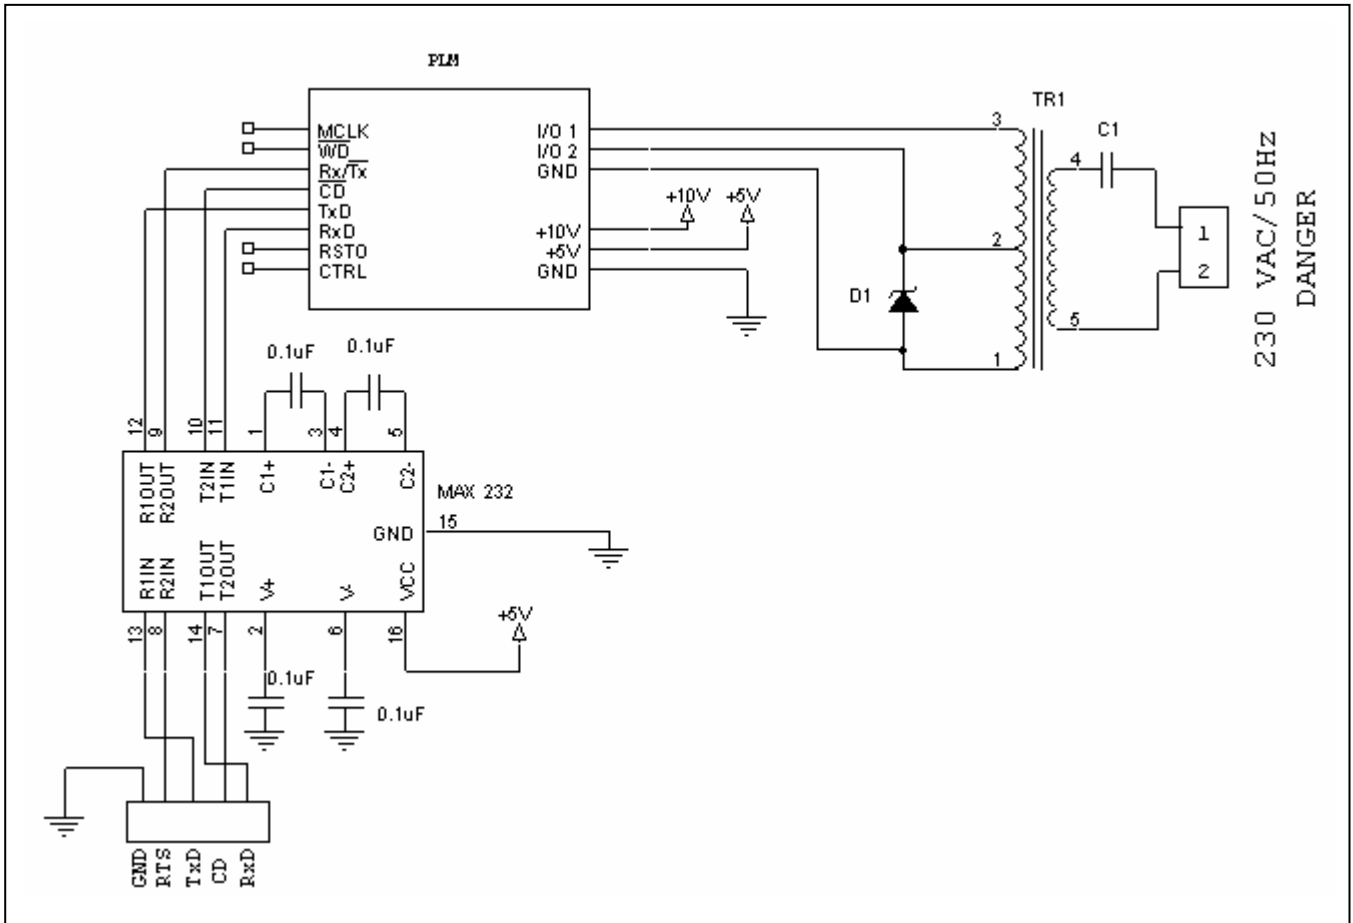 PLM
MCLK
WD
Rx/Tx
CD
TxD
RxD
RSTO
CTRL
I/O 1
I/O 2
GND
+10V
+5V
GND
+10V
+5V
TR1
3
2
1
4
5
C1
D1
1
2
230 VAC/50Hz
DANGER
0.1uF
0.1uF
12
9
10
11
1
3
4
5
R1OUT
R2OUT
T2IN
T1IN
C1+
C1-
C2+
C2-
MAX 232
15
GND
R1IN
R2IN
T1OUT
T2OUT
V+
V-
VCC
13
8
14
7
2
6
16
+5V
0.1uF
0.1uF
GND
RTS
TxD
CD
RxD